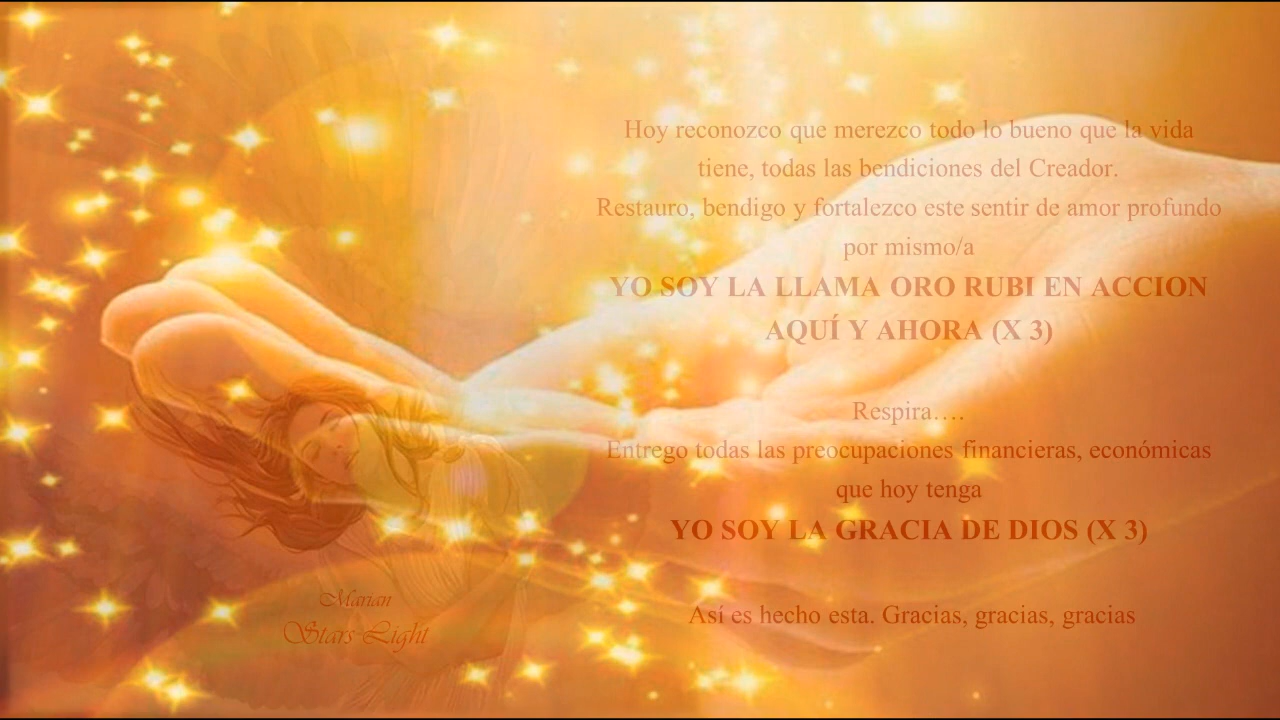 Hoy reconozco que merezco todo lo bueno que la vida
tiene, todas las bendiciones del Creador.
Restauro, bendigo y fortalezco este sentir de amor profundo
por mismo/a
YO SOY LA LLAMA ORO RUBI EN ACCION
AQUÍ Y AHORA (X 3)
Respira….
Entrego todas las preocupaciones financieras, económicas
que hoy tenga
YO SOY LA GRACIA DE DIOS (X 3)
Así es hecho esta. Gracias, gracias, gracias
Marian
Stars-Light